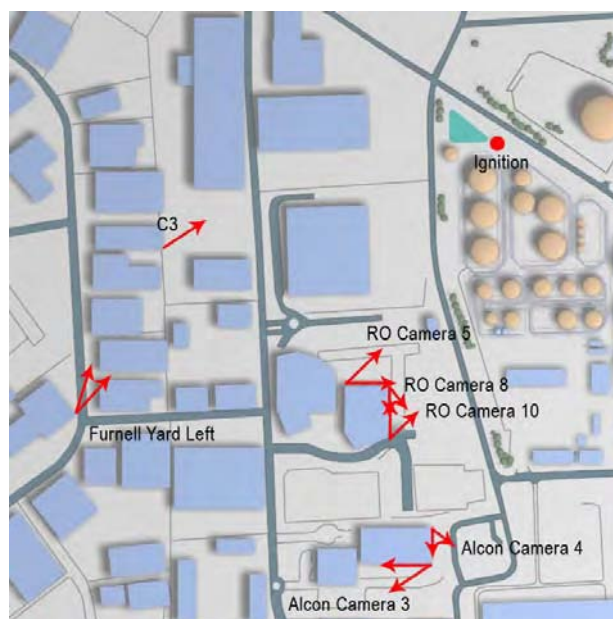 Ignition
C3
RO Camera 5
RO Camera 8
RO Camera 10
Furnell Yard Left
Alcon Camera 4
Alcon Camera 3